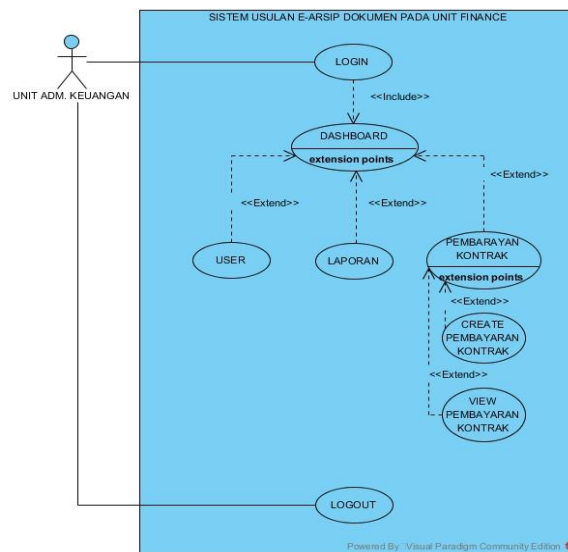 SISTEM USULAN E-ARSIP DOKUMEN PADA UNIT FINANCE
LOGIN
UNIT ADM. KEUANGAN
<<Include>>
DASHBOARD
extension points
<<Extend>>
<<Extend>>
<<Extend>>
USER
LAPORAN
PEMBARAYAN
KONTRAK
extension points
<<Extend>>
CREATE
PEMBAYARAN
KONTRAK
<<Extend>>
VIEW
PEMBAYARAN
KONTRAK
LOGOUT
Powered By Visual Paradigm Community Edition